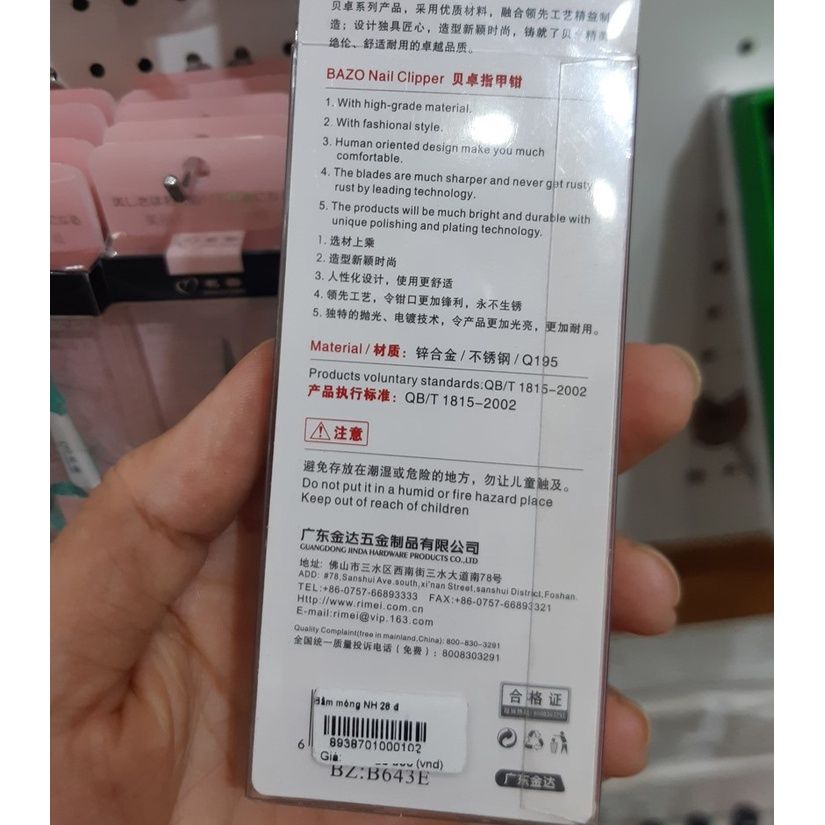 贝卓系列产品，采用优质材料，融合领先工艺精益制
造；设计独具匠心，造型新颖时尚，铸就了贝 精美
绝伦、舒适耐用的卓越品质。
BAZO Nail Clipper 贝卓指甲钳
1. With high-grade material.
2. With fashional style.
3. Human oriented design make you much
comfortable.
4. The blades are much sharper and never get rusty
rust by leading technology.
5. The products will be much bright and durable with
unique polishing and plating technology.
1. 选材上乘
2. 造型新颖时尚
3. 人性化设计，使用更舒适
4. 领先工艺，令钳口更加锋利，永不生锈
5. 独特的抛光、电镀技术，令产品更加光亮，更加耐用。
Material / 材质：锌合金/不锈钢/Q195
Products voluntary standards:QB/T 1815-2002
产品执行标准：QB/T 1815-2002
注意
避免存放在潮湿或危险的地方，勿让儿童触及。
Do not put it in a humid or fire hazard place
Keep out of reach of children
广东金达五金制品有限公司
GUANGDONG JINDA HARDWARE PRODUCTS CO.,LTD
地址：佛山市三水区西南街三水大道南78号
ADD: #78,Sanshui Ave.south,xi'nan Street,sanshui District,Foshan.
TEL:+86-0757-66893333 FAX:+86-0757-66893321
Http://www.rimei.com.cn
E-mail:rimei@vip.163.com
Quality Complaint(free in mainland,China): 800-830-3291
全国统一质量投诉电话（免费）: 8008303291
合格证
Bấm móng NH 28 đ
6
8938701000102
Giá: (vnd)
BZ:B643E
广东金达